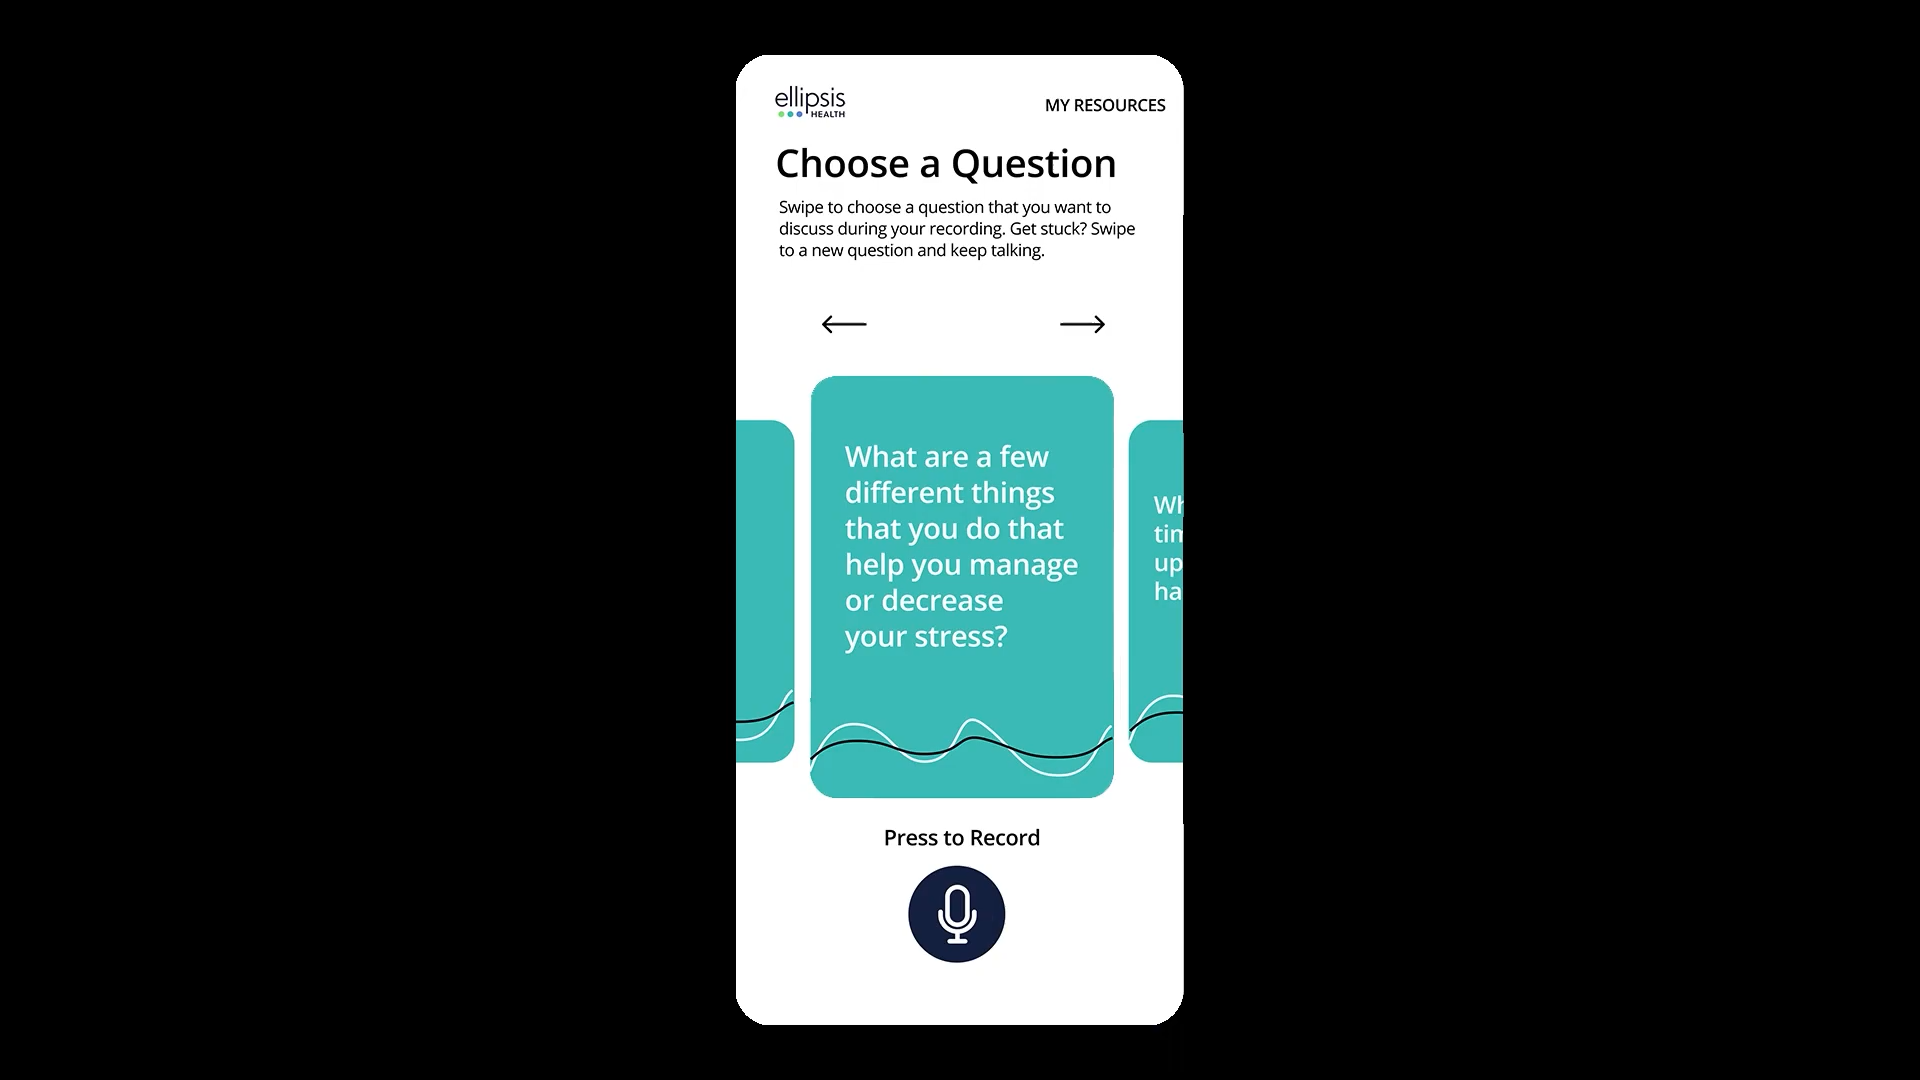 ellipsis
HEALTH
MY RESOURCES
Choose a Question
Swipe to choose a question that you want to
discuss during your recording. Get stuck? Swipe
to a new question and keep talking.
What are a few
different things
that you do that
help you manage
or decrease
your stress?
up
Press to Record